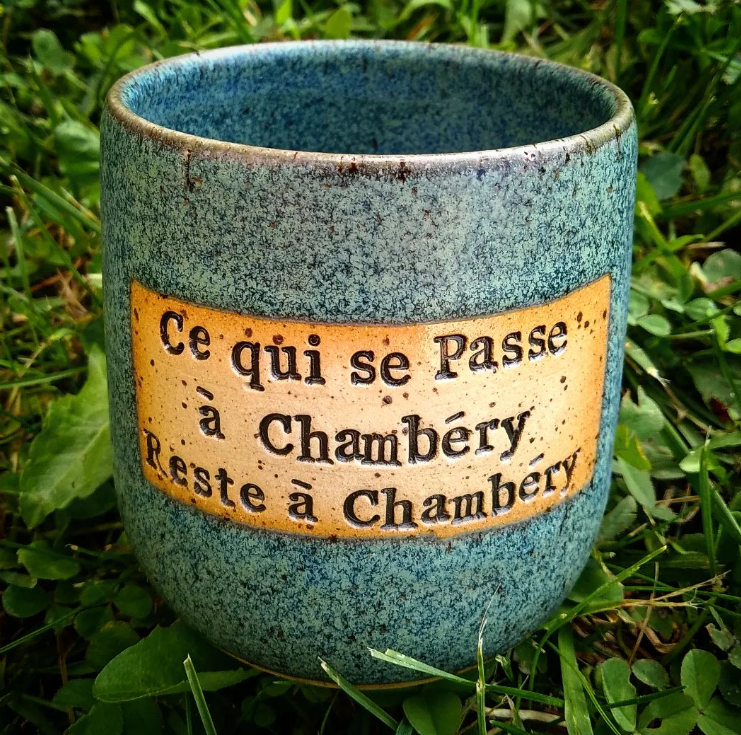 Ce qui se Passe
à Chambéry
Reste à Chambéry